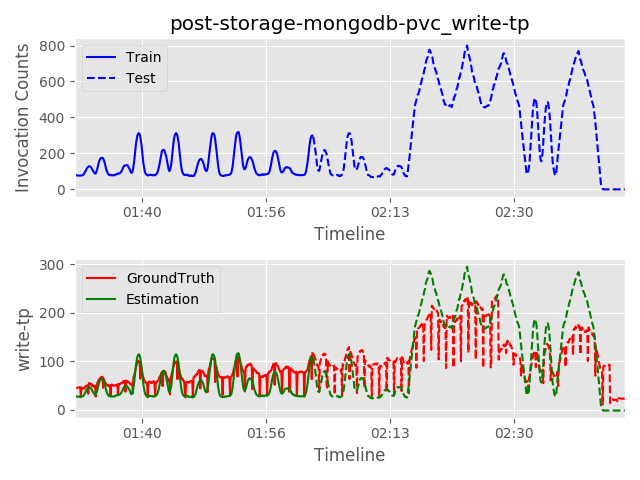 post-storage-mongodb-pvc_write-tp
800
600
400
200
0
Invocation Counts
Train
Test
01:40
01:56
02:13
02:30
Timeline
300
200
100
0
write-tp
GroundTruth
Estimation
01:40
01:56
02:13
02:30
Timeline